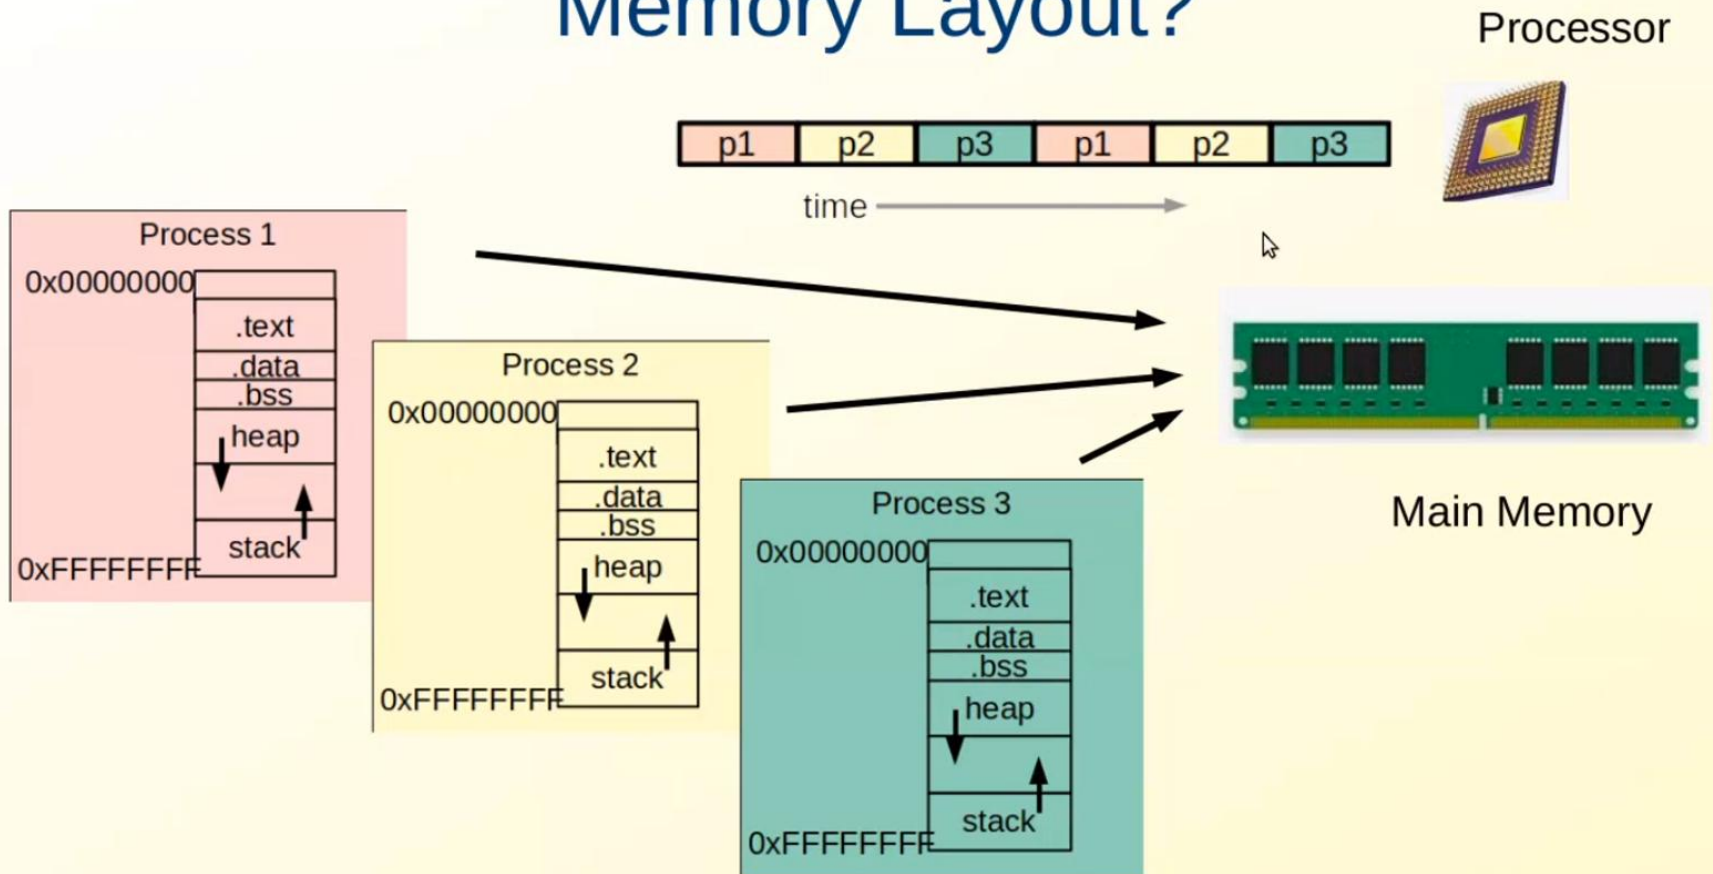 Memory Layout?
Processor
p1 p2 p3 p1 p2 p3
time
Process 1
0x00000000
.text
.data
.bss
heap
stack
0xFFFFFFFF
Process 2
0x00000000
.text
.data
.bss
heap
stack
0xFFFFFFFF
Process 3
0x00000000
.text
.data
.bss
heap
stack
0xFFFFFFFF
Main Memory